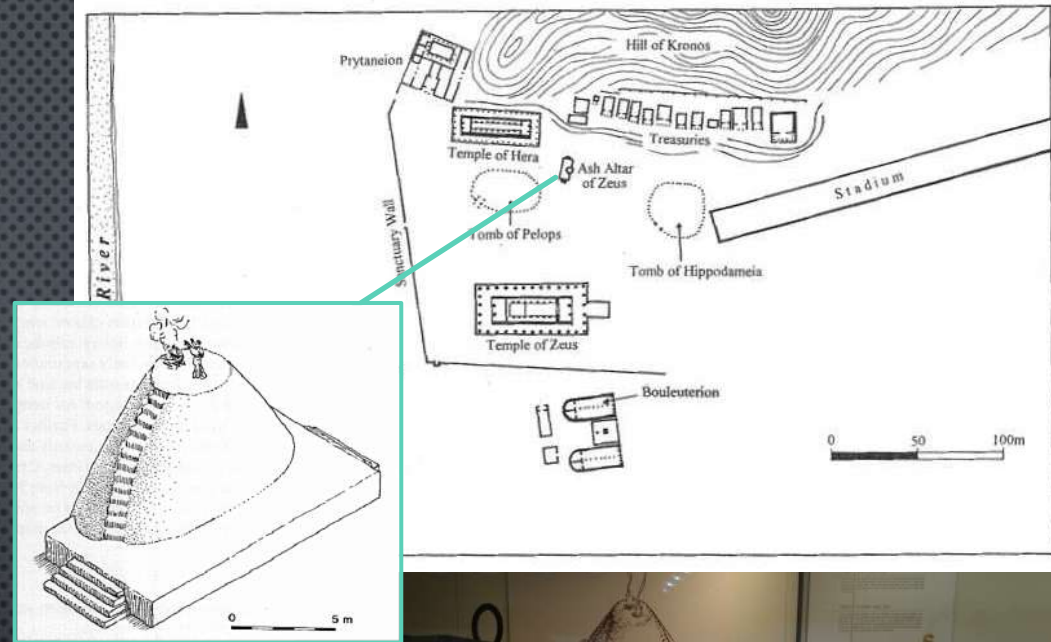 Hill of Kronos
Prytaneion
Temple of Hera
Treasuries
Ash Altar
of Zeus
Stadium
Tomb of Pelops
Sanctuary Wall
Tomb of Hippodameia
River
Temple of Zeus
Bouleuterion
0 50 100m
0 5 m